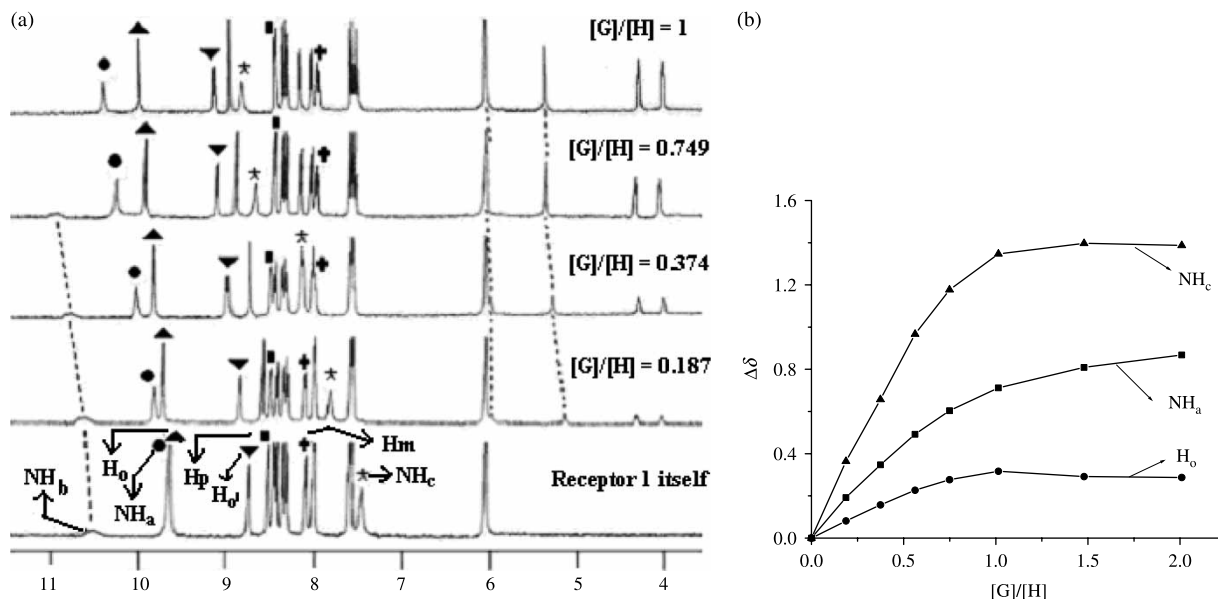 (a)
[G]/[H] = 1
[G]/[H] = 0.749
[G]/[H] = 0.374
[G]/[H] = 0.187
Hm
NHb
Ho
NHa
Hp
Ho'
NHc
Receptor 1 itself
11 10 9 8 7 6 5 4
(b)
1.6
1.2
0.8
0.4
0.0
Δδ
NHc
NHa
Ho
0.0 0.5 1.0 1.5 2.0
[G]/[H]